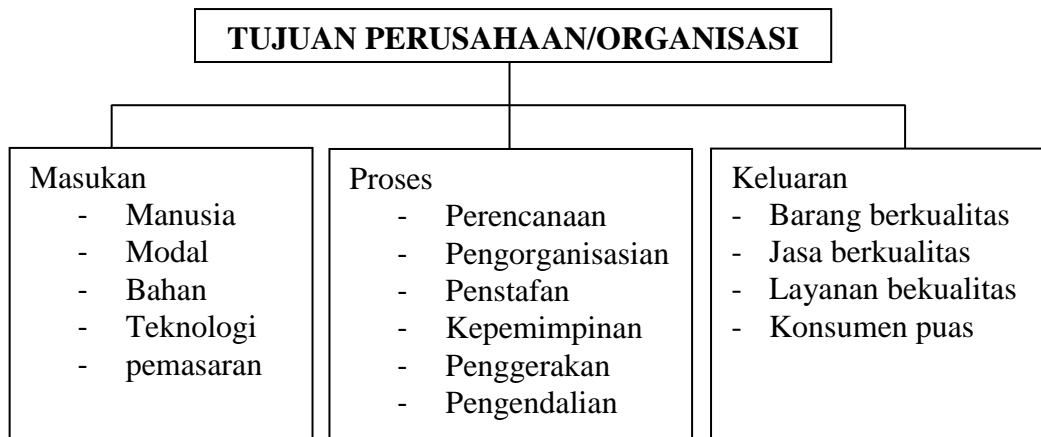 TUJUAN PERUSAHAAN/ORGANISASI
Masukan
- Manusia
- Modal
- Bahan
- Teknologi
- pemasaran
Proses
- Perencanaan
- Pengorganisasian
- Penstafan
- Kepemimpinan
- Penggerakan
- Pengendalian
Keluaran
- Barang berkualitas
- Jasa berkualitas
- Layanan bekualitas
- Konsumen puas